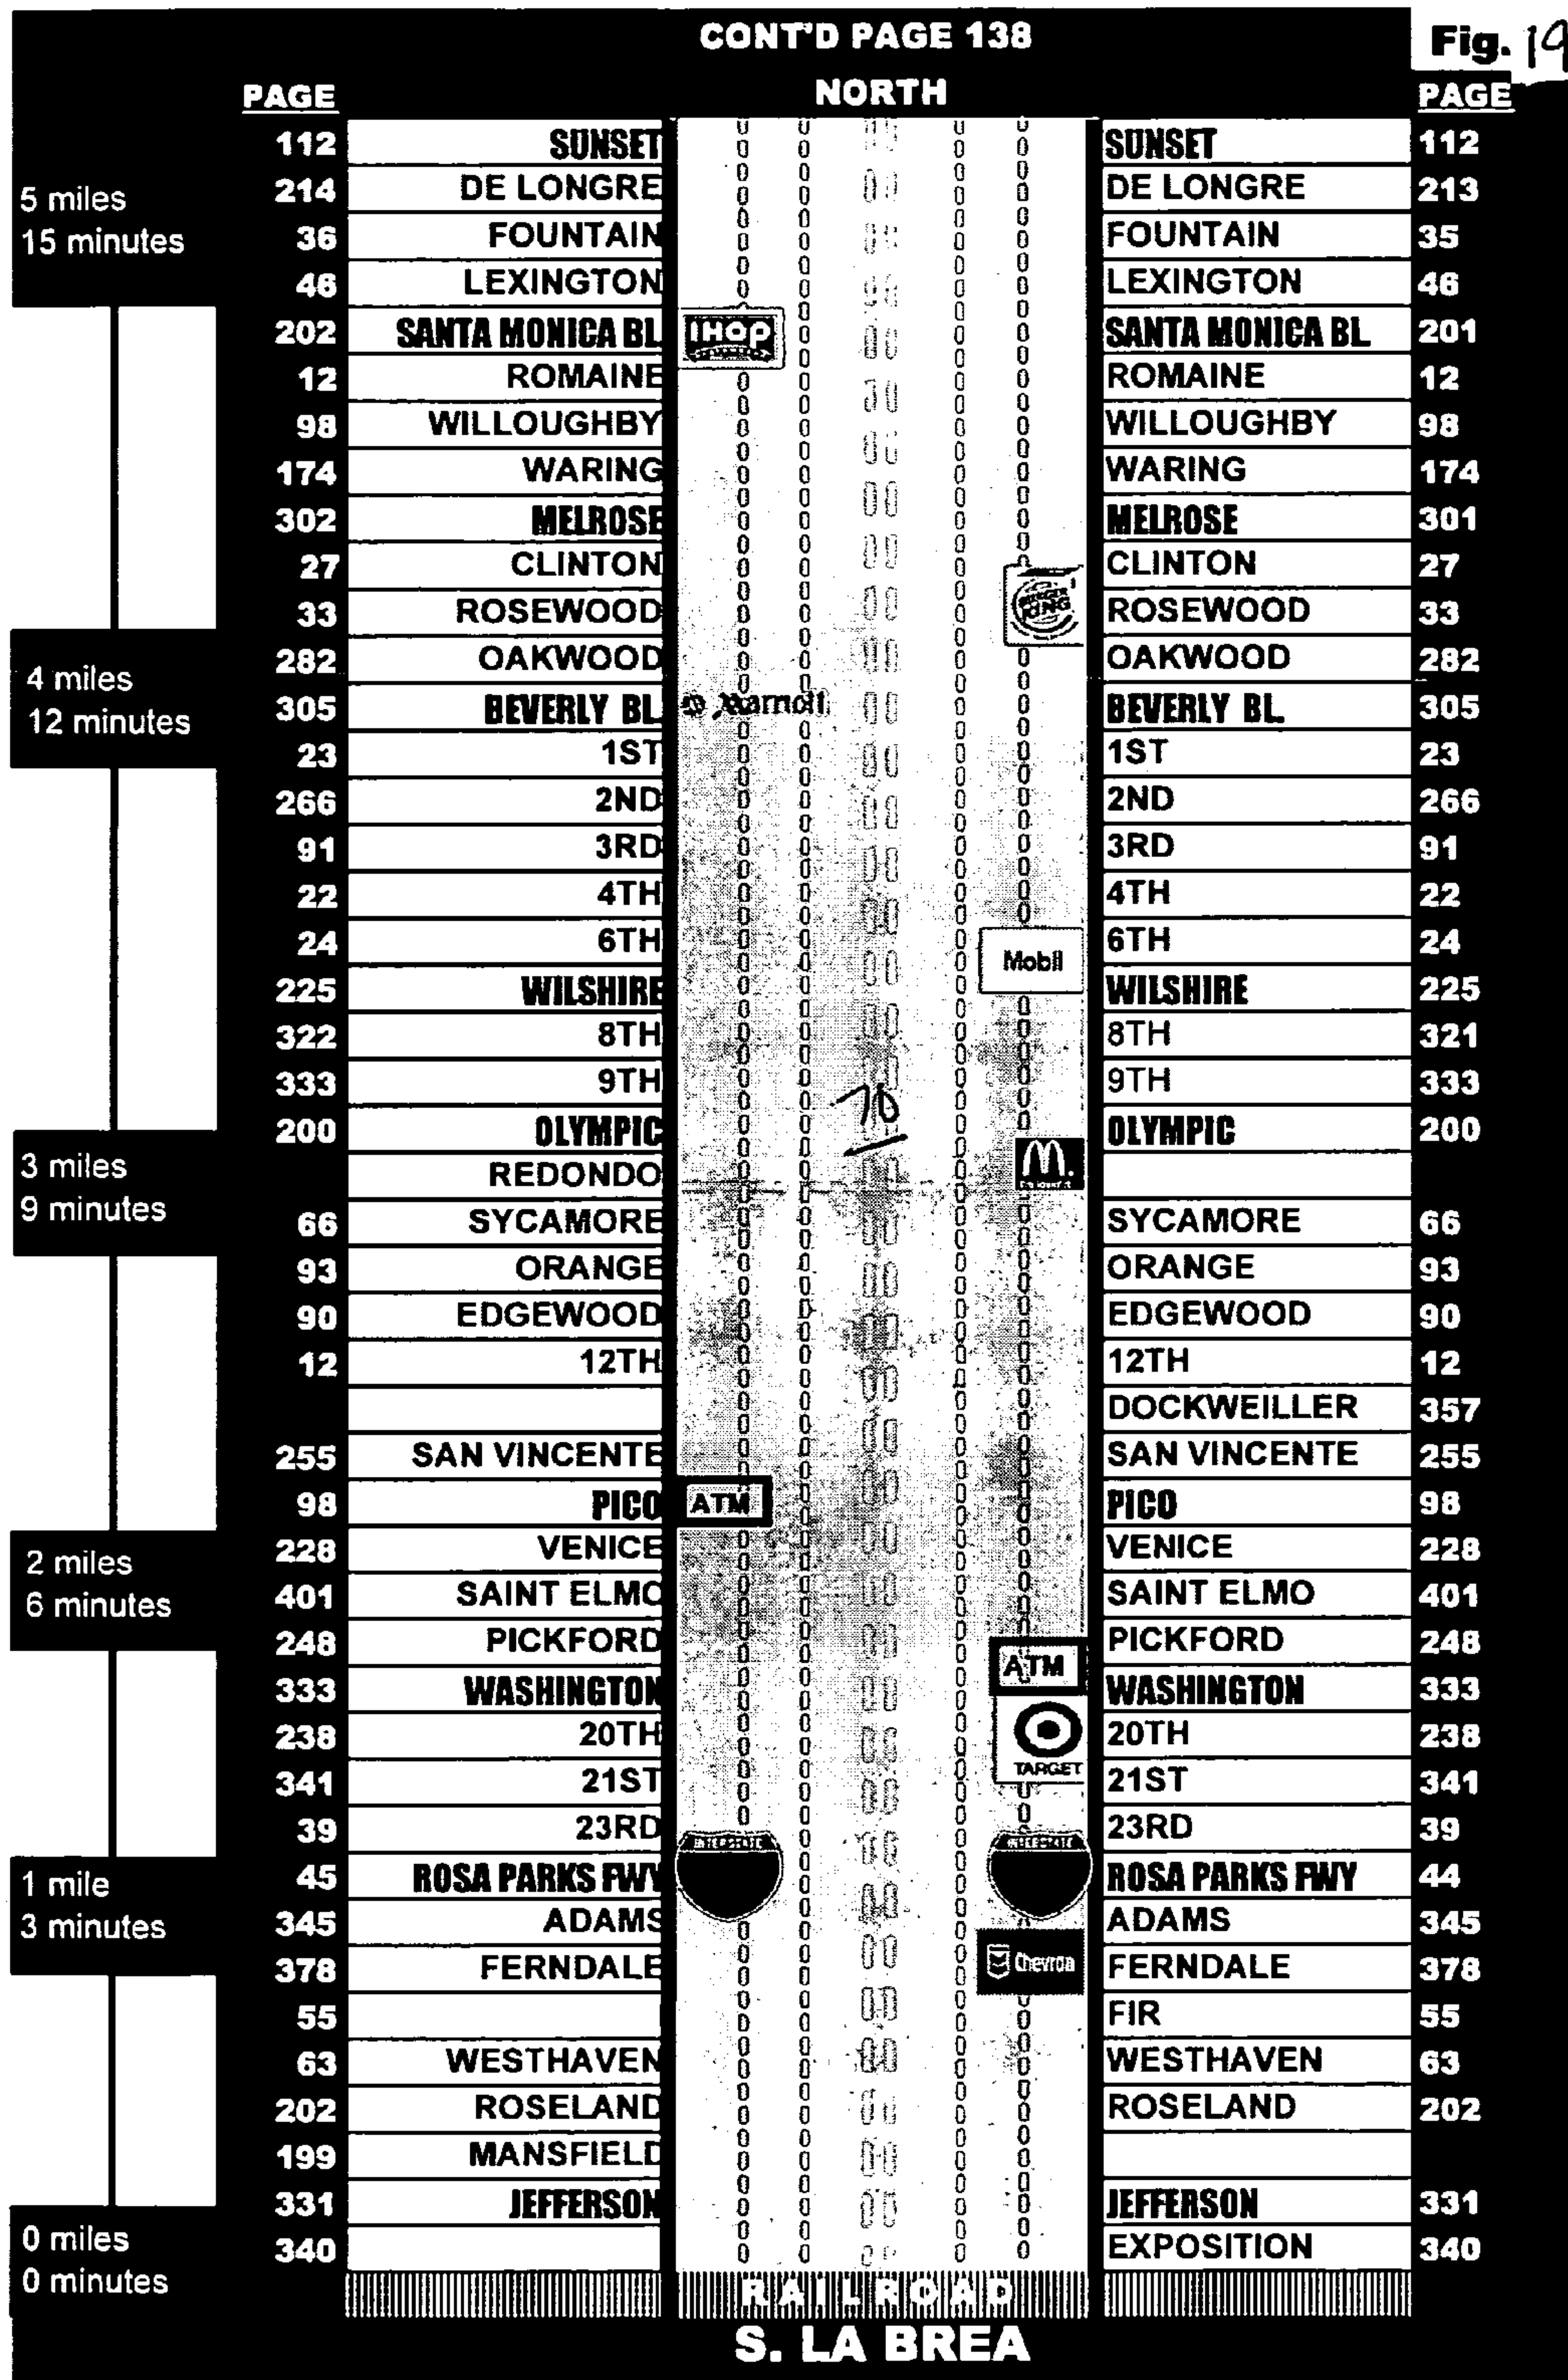 CONT'D PAGE 138
Fig. 19
PAGE NORTH PAGE
112 SUNSET SUNSET 112
5 miles
15 minutes
214 DE LONGRE DE LONGRE 213
36 FOUNTAIN FOUNTAIN 35
46 LEXINGTON LEXINGTON 46
202 SANTA MONICA BL IHOP SANTA MONICA BL 201
12 ROMAINE ROMAINE 12
98 WILLOUGHBY WILLOUGHBY 98
174 WARING WARING 174
302 MELROSE MELROSE 301
27 CLINTON CLINTON 27
33 ROSEWOOD BURGER KING ROSEWOOD 33
4 miles
12 minutes
282 OAKWOOD OAKWOOD 282
305 BEVERLY BL Marriott BEVERLY BL 305
23 1ST 1ST 23
266 2ND 2ND 266
91 3RD 3RD 91
22 4TH 4TH 22
24 6TH Mobil 6TH 24
225 WILSHIRE WILSHIRE 225
322 8TH 8TH 321
333 9TH 9TH 333
10
200 OLYMPIC OLYMPIC 200
3 miles
9 minutes
REDONDO
66 SYCAMORE SYCAMORE 66
93 ORANGE ORANGE 93
90 EDGEWOOD EDGEWOOD 90
12 12TH 12TH 12
DOCKWEILLER 357
255 SAN VINCENTE SAN VINCENTE 255
98 PICO ATM PICO 98
2 miles
6 minutes
228 VENICE VENICE 228
401 SAINT ELMO SAINT ELMO 401
248 PICKFORD ATM PICKFORD 248
333 WASHINGTON WASHINGTON 333
238 20TH TARGET 20TH 238
341 21ST 21ST 341
39 23RD 23RD 39
1 mile
3 minutes
45 ROSA PARKS FWY INTERSTATE INTERSTATE ROSA PARKS FWY 44
345 ADAMS ADAMS 345
378 FERNDALE Chevron FERNDALE 378
55 FIR 55
63 WESTHAVEN WESTHAVEN 63
202 ROSELAND ROSELAND 202
199 MANSFIELD
331 JEFFERSON JEFFERSON 331
0 miles
0 minutes
340 EXPOSITION 340
RAILROAD
S. LA BREA